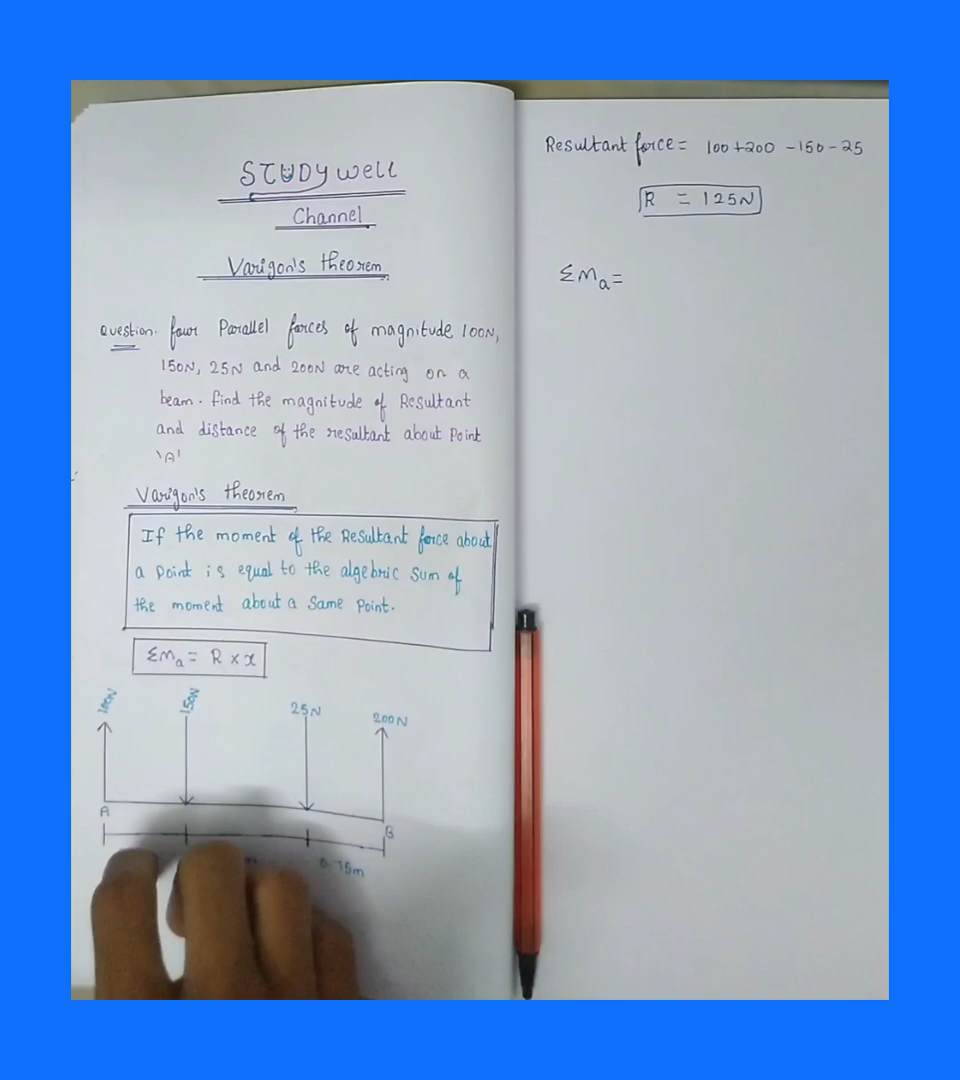 STUDY well
Channel
Varigon's theorem
Question. four Parallel forces of magnitude 100N,
150N, 25N and 200N are acting on a
beam. find the magnitude of Resultant
and distance of the resultant about Point
'A'
Varigon's theorem
If the moment of the Resultant force about
a point is equal to the algebric sum of
the moment about a same point.
ΣMa = R × x
100N 150N 25N 200N
A B
0.75m
Resultant force = 100 + 200 - 150 - 25
R = 125N
ΣMa =